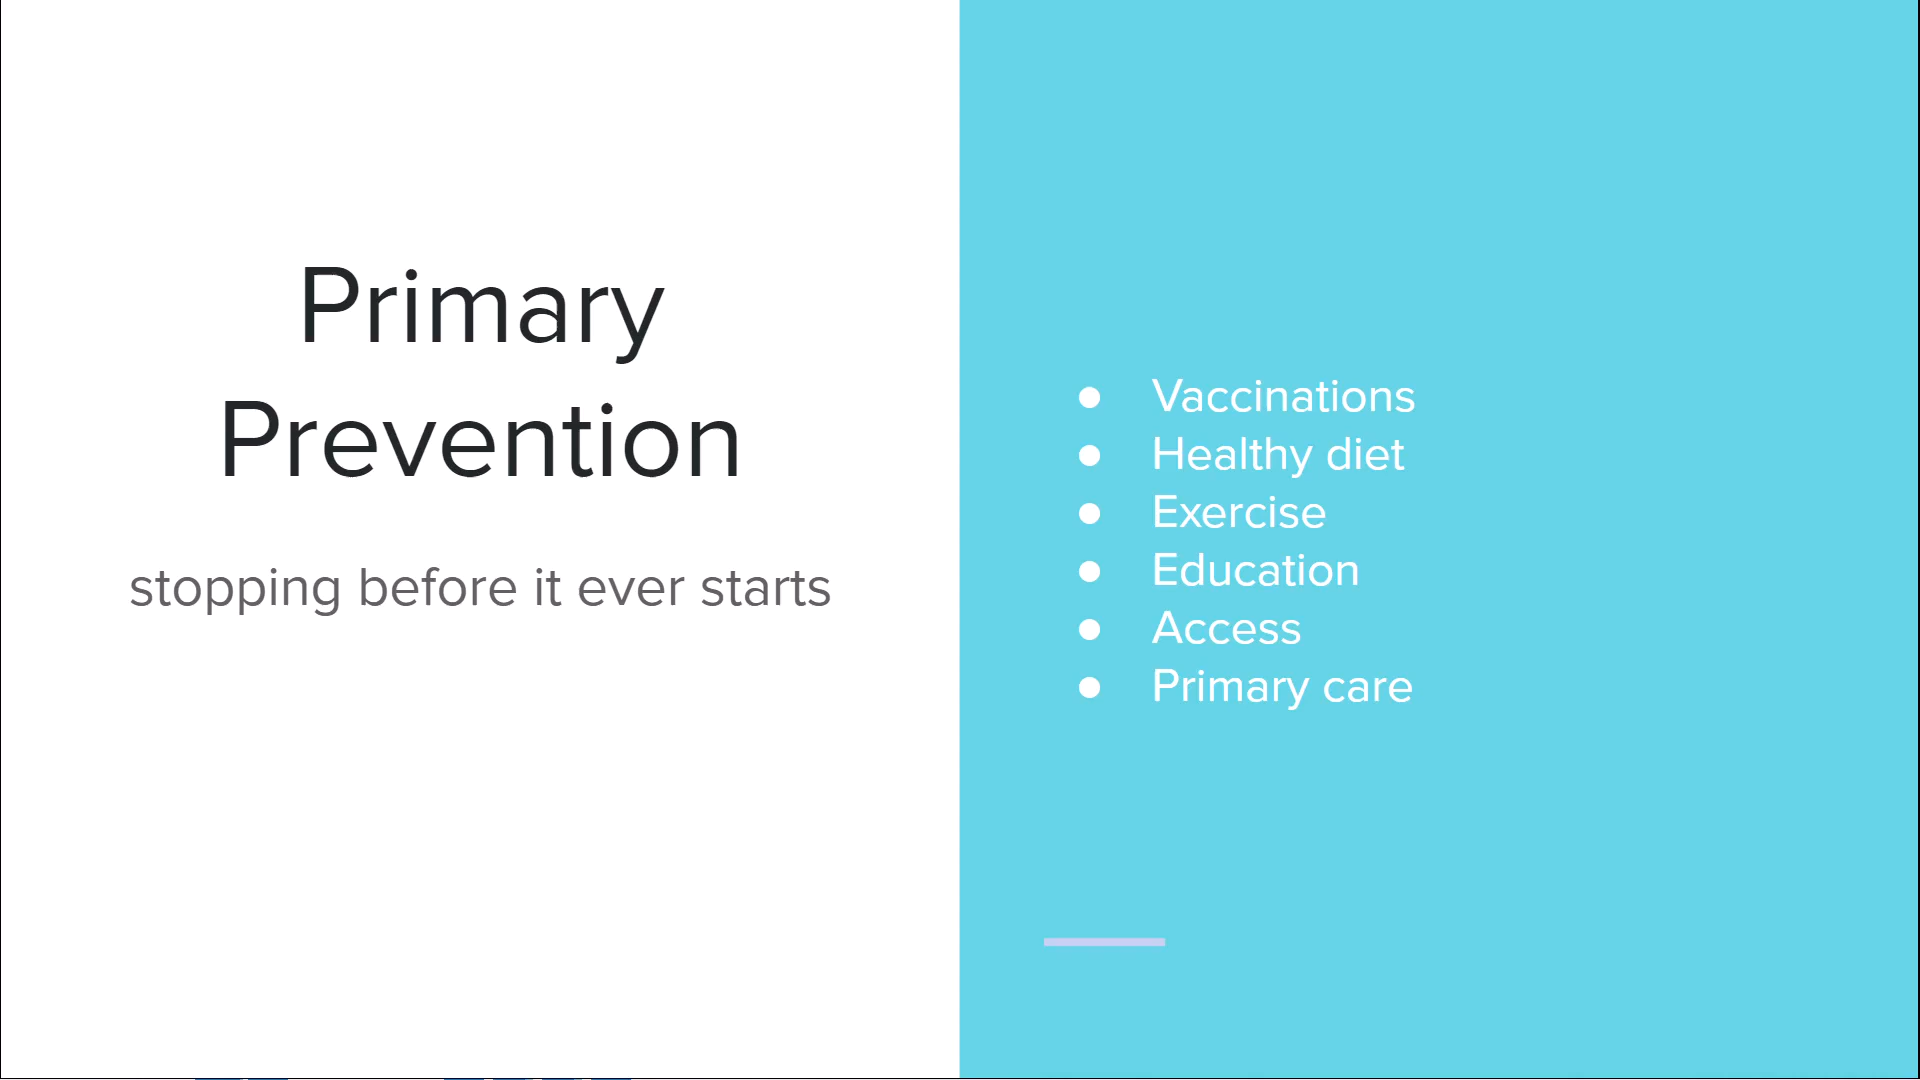 Primary
Prevention
stopping before it ever starts
● Vaccinations
● Healthy diet
● Exercise
● Education
● Access
● Primary care